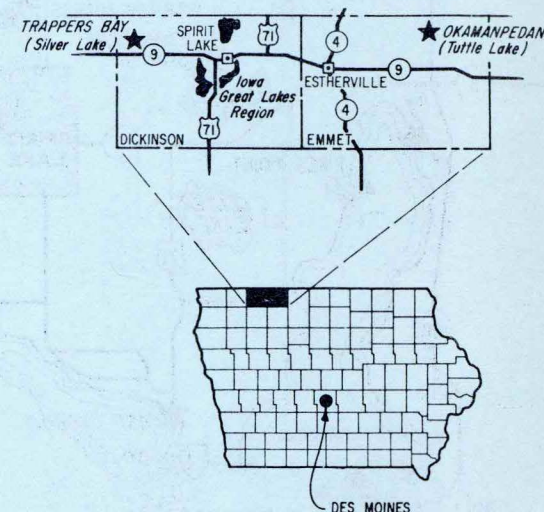 TRAPPERS BAY
(Silver Lake)
SPIRIT
LAKE
71
4
OKAMANPEDAN
(Tuttle Lake)
9
ESTHERVILLE
9
Iowa
Great Lakes
Region
71
4
DICKINSON
EMMET
DES MOINES